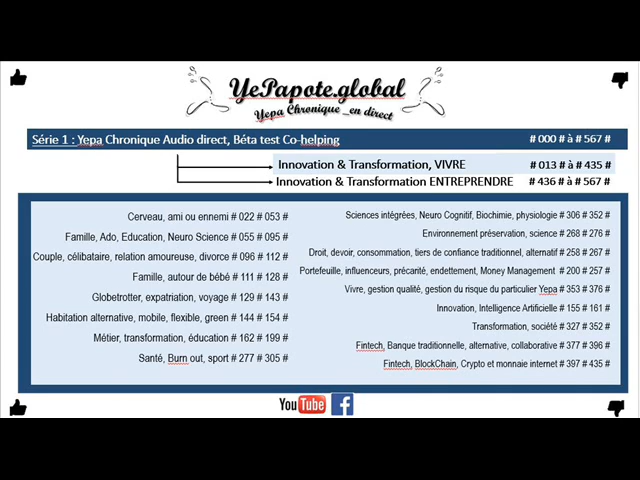 YePapote.global
Yepa Chronique _en direct
Série 1 : Yepa Chronique Audio direct, Béta test Co-helping # 000 # à # 567 #
Innovation & Transformation, VIVRE # 013 # à # 435 #
Innovation & Transformation ENTREPRENDRE # 436 # à # 567 #
Cerveau, ami ou ennemi # 022 # 053 #
Famille, Ado, Education, Neuro Science # 055 # 095 #
Couple, célibataire, relation amoureuse, divorce # 096 # 112 #
Famille, autour de bébé # 111 # 128 #
Globetrotter, expatriation, voyage # 129 # 143 #
Habitation alternative, mobile, flexible, green # 144 # 154 #
Métier, transformation, éducation # 162 # 199 #
Santé, Burn out, sport # 277 # 305 #
Sciences intégrées, Neuro Cognitif, Biochimie, physiologie # 306 # 352 #
Environnement préservation, science # 268 # 276 #
Droit, devoir, consommation, tiers de confiance traditionnel, alternatif # 258 # 267 #
Portefeuille, influenceurs, précarité, endettement, Money Management # 200 # 257 #
Vivre, gestion qualité, gestion du risque du particulier Yepa # 353 # 376 #
Innovation, Intelligence Artificielle # 155 # 161 #
Transformation, société # 327 # 352 #
Fintech, Banque traditionnelle, alternative, collaborative # 377 # 396 #
Fintech, BlockChain, Crypto et monnaie internet # 397 # 435 #
YouTube f